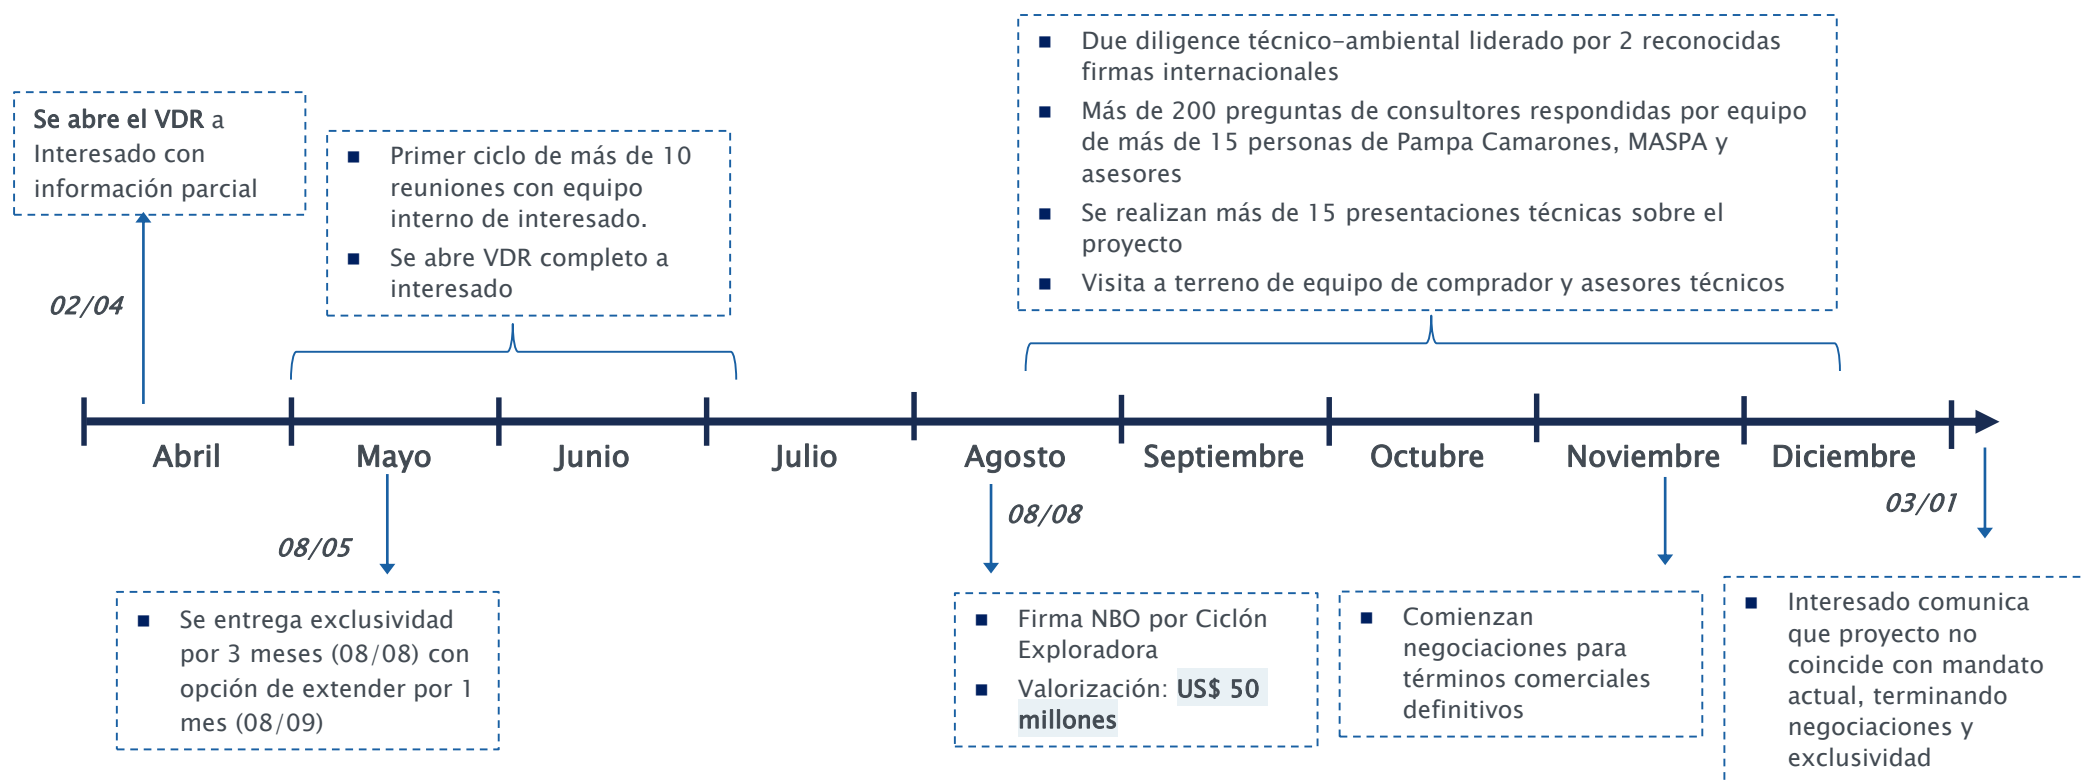 Se abre el VDR a
Interesado con
información parcial
02/04
■ Primer ciclo de más de 10
reuniones con equipo
interno de interesado.
■ Se abre VDR completo a
interesado
■ Due diligence técnico-ambiental liderado por 2 reconocidas
firmas internacionales
■ Más de 200 preguntas de consultores respondidas por equipo
de más de 15 personas de Pampa Camarones, MASPA y
asesores
■ Se realizan más de 15 presentaciones técnicas sobre el
proyecto
■ Visita a terreno de equipo de comprador y asesores técnicos
Abril Mayo Junio Julio Agosto Septiembre Octubre Noviembre Diciembre
08/05
■ Se entrega exclusividad
por 3 meses (08/08) con
opción de extender por 1
mes (08/09)
08/08
■ Firma NBO por Ciclón
Exploradora
■ Valorización: US$ 50
millones
■ Comienzan
negociaciones para
términos comerciales
definitivos
03/01
■ Interesado comunica
que proyecto no
coincide con mandato
actual, terminando
negociaciones y
exclusividad